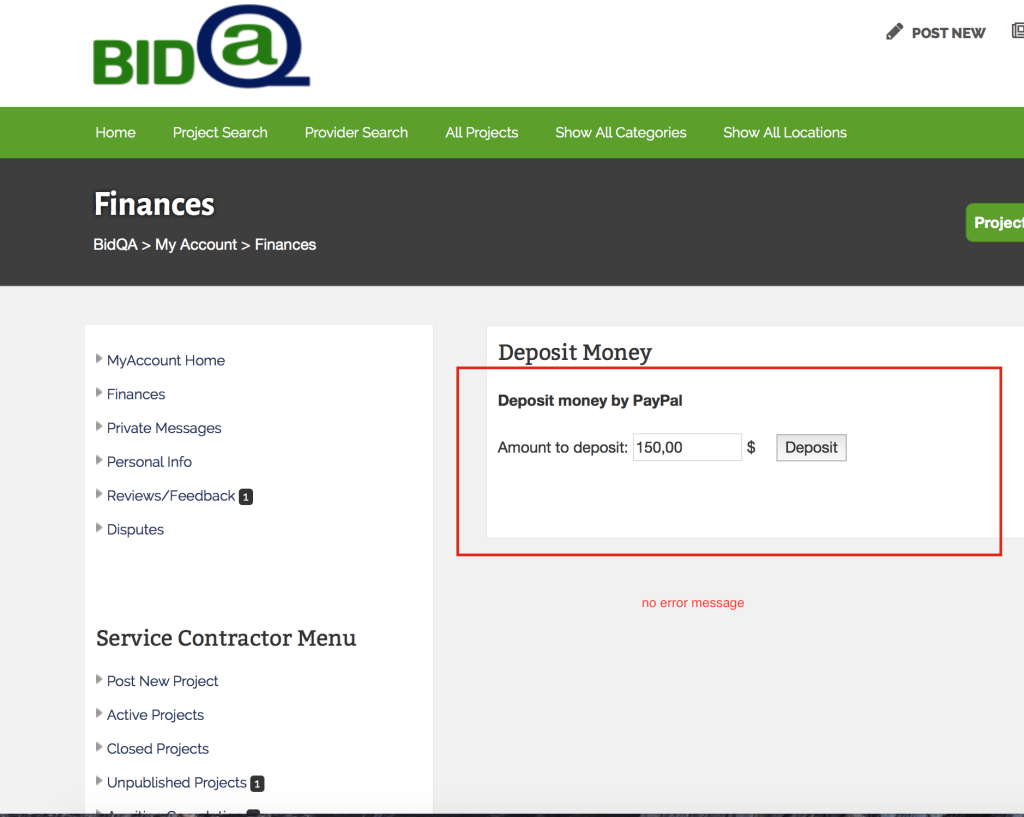 BIDQa
POST NEW
Home Project Search Provider Search All Projects Show All Categories Show All Locations
Finances
BidQA > My Account > Finances
Project
MyAccount Home
Finances
Private Messages
Personal Info
Reviews/Feedback 1
Disputes
Deposit Money
Deposit money by PayPal
Amount to deposit: 150,00 $ Deposit
no error message
Service Contractor Menu
Post New Project
Active Projects
Closed Projects
Unpublished Projects 1